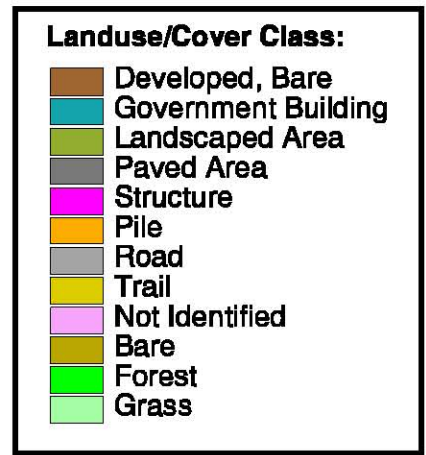 Landuse/Cover Class:
Developed, Bare
Government Building
Landscaped Area
Paved Area
Structure
Pile
Road
Trail
Not Identified
Bare
Forest
Grass